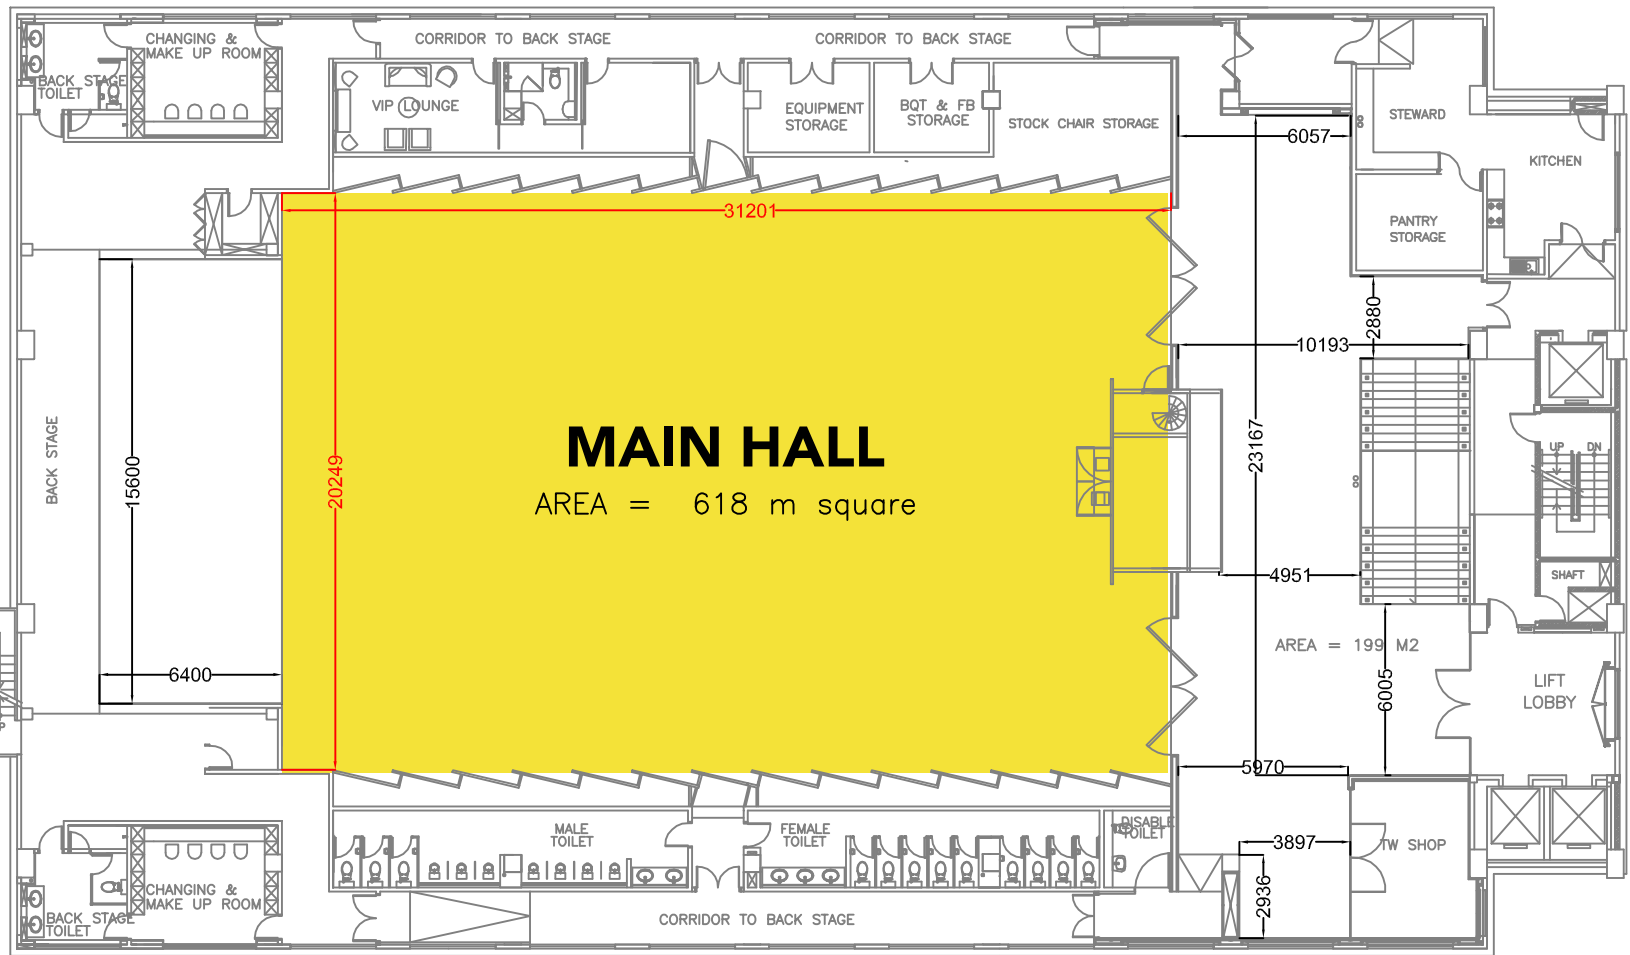 CHANGING &
MAKE UP ROOM
BACK STAGE
TOILET
CORRIDOR TO BACK STAGE
CORRIDOR TO BACK STAGE
VIP LOUNGE
EQUIPMENT
STORAGE
BQT & FB
STORAGE
STOCK CHAIR STORAGE
6057
STEWARD
KITCHEN
PANTRY
STORAGE
31201
2880
10193
BACK STAGE
15600
20249
MAIN HALL
AREA = 618 m square
23167
UP
DN
SHAFT
4951
AREA = 199 M2
6400
6005
LIFT
LOBBY
5970
MALE
TOILET
FEMALE
TOILET
DISABLE
TOILET
3897
TW SHOP
2936
CHANGING &
MAKE UP ROOM
BACK STAGE
TOILET
CORRIDOR TO BACK STAGE